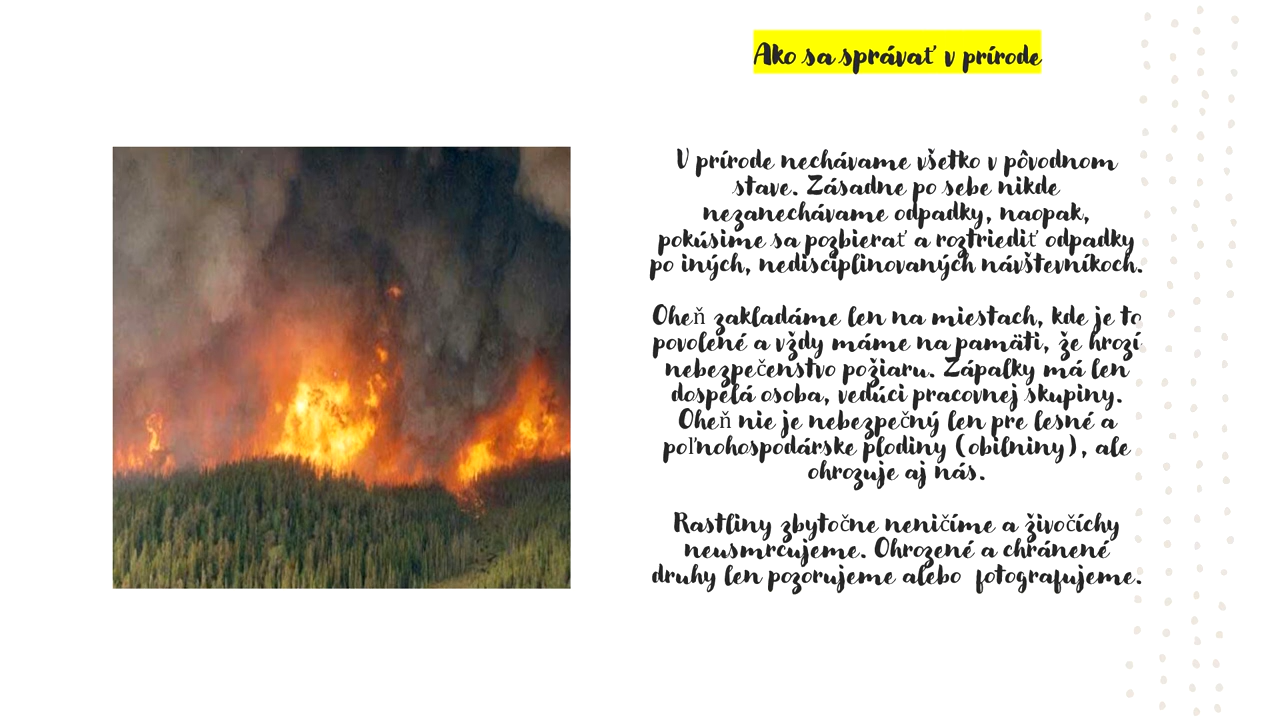 Ako sa správať v prírode
V prírode nechávame všetko v pôvodnom
stave. Zásadne po sebe nikde
nezanechávame odpadky, naopak,
pokúsime sa pozbierať a roztriediť odpadky
po iných, nedisciplinovaných návštevníkoch.
Oheň zakladáme len na miestach, kde je to
povolené a vždy máme na pamäti, že hrozí
nebezpečenstvo požiaru. Zápalky má len
dospelá osoba, vedúci pracovnej skupiny.
Oheň nie je nebezpečný len pre lesné a
poľnohospodárske plodiny (obilniny), ale
ohrozuje aj nás.
Rastliny zbytočne neničíme a živočíchy
neusmrcujeme. Ohrozené a chránené
druhy len pozorujeme alebo  fotografujeme.